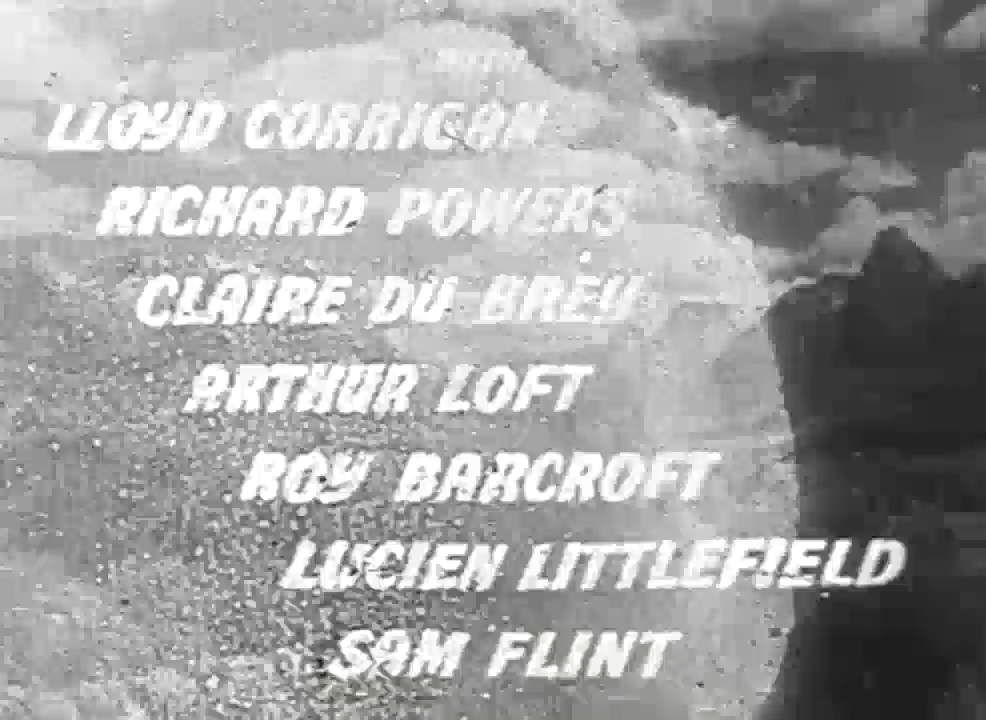 LLOYD CORRIGAN
RICHARD POWERS
CLAIRE DU BREY
ARTHUR LOFT
ROY BARCROFT
LUCIEN LITTLEFIELD
SAM FLINT